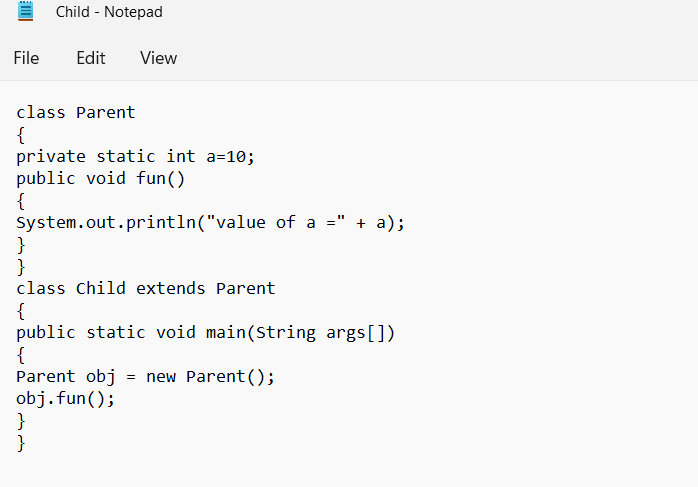 Child - Notepad
File Edit View
class Parent
{
private static int a=10;
public void fun()
{
System.out.println("value of a =" + a);
}
}
class Child extends Parent
{
public static void main(String args[])
{
Parent obj = new Parent();
obj.fun();
}
}